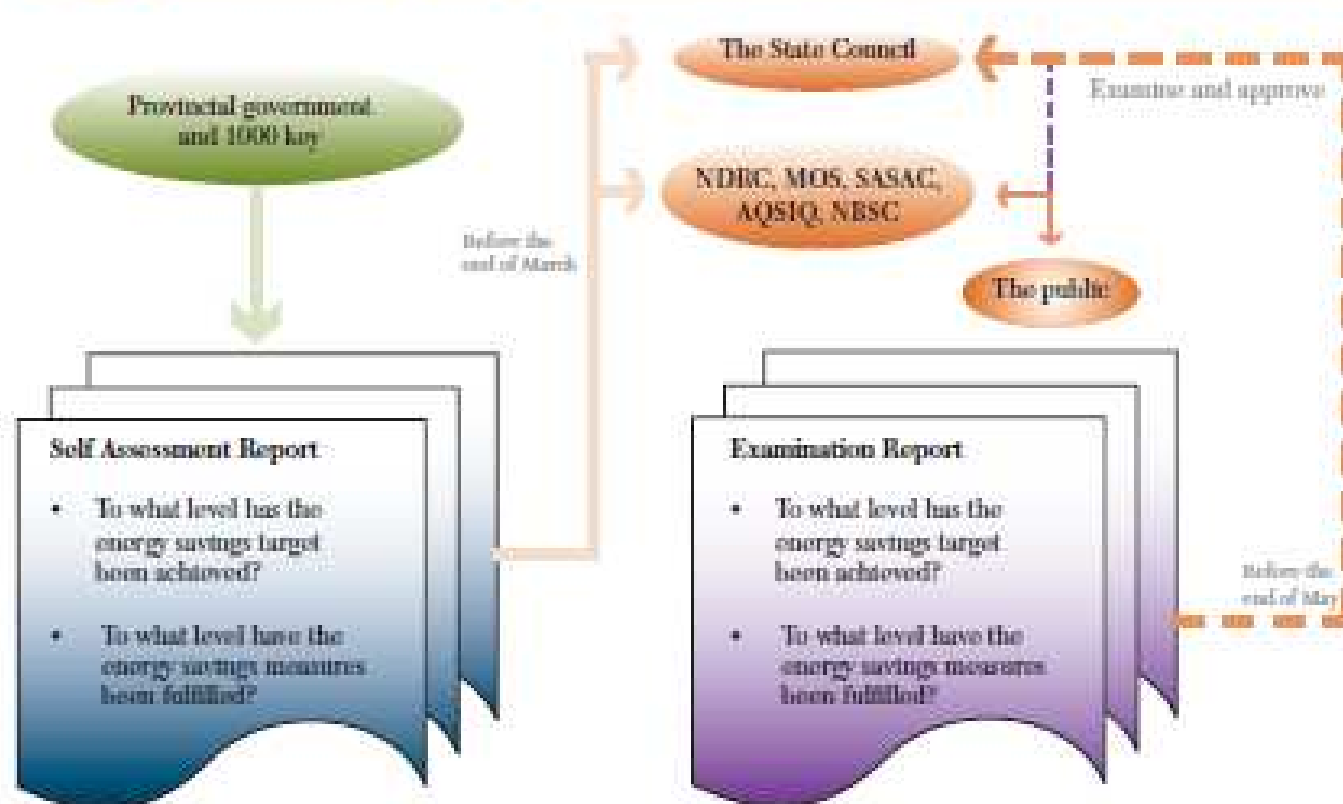 Provincial government
and 1000 key
The State Council
Examine and approve
NDRC, MOS, SASAC,
AQSIQ, NBSC
Before the
end of March
The public
Self Assessment Report
• To what level has the
energy savings target
been achieved?
• To what level have the
energy savings measures
been fulfilled?
Examination Report
• To what level has the
energy savings target
been achieved?
• To what level have the
energy savings measures
been fulfilled?
Before the
end of May